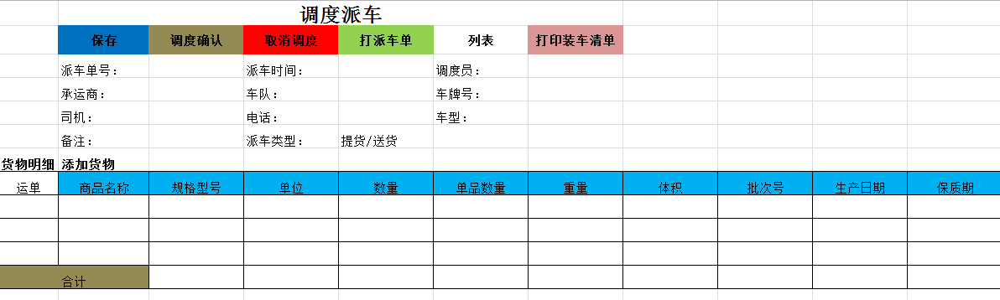 调度派车
保存 调度确认 取消调度 打派车单 列表 打印装车清单
派车单号： 派车时间： 调度员：
承运商： 车队： 车牌号：
司机： 电话： 车型：
备注： 派车类型： 提货/送货
货物明细 添加货物
运单 商品名称 规格型号 单位 数量 单品数量 重量 体积 批次号 生产日期 保质期
合计